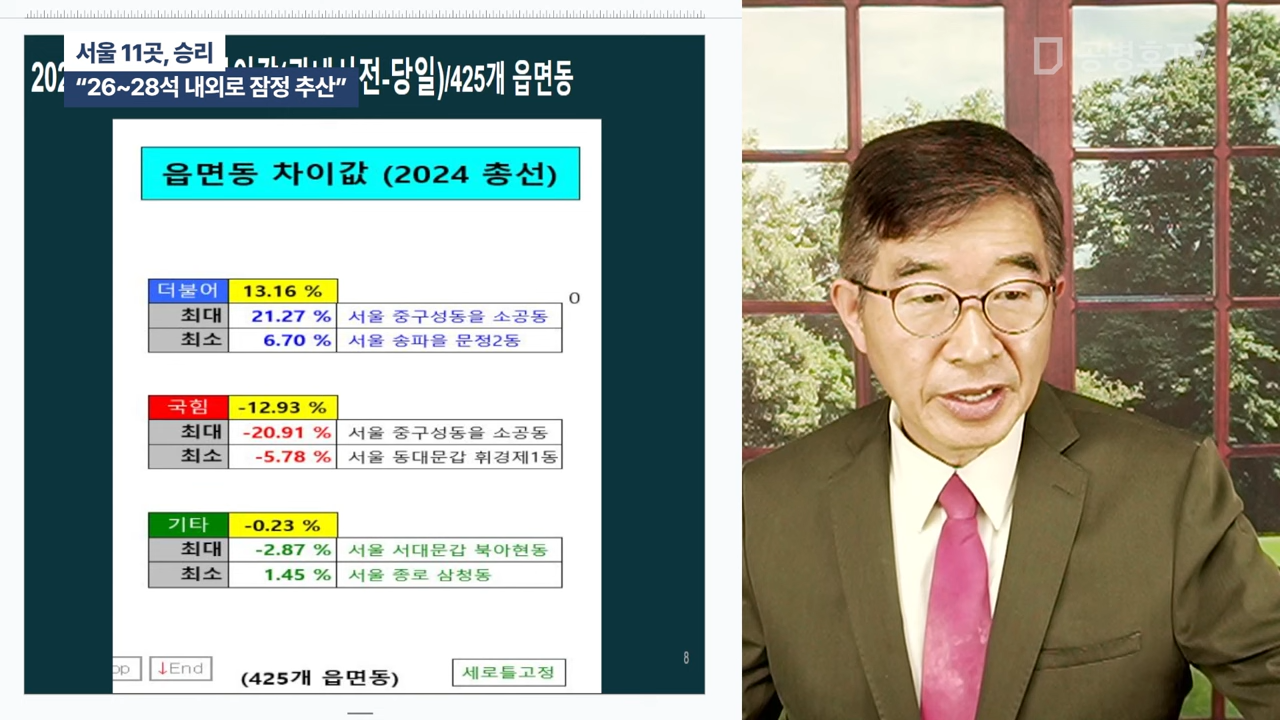 서울 11곳, 승리
“26~28석 내외로 잠정 추산”
전-당일)/425개 읍면동
공병호TV
읍면동 차이값 (2024 총선)
더불어 13.16 %
최대 21.27 % 서울 중구성동을 소공동
최소 6.70 % 서울 송파을 문정2동
0
국힘 -12.93 %
최대 -20.91 % 서울 중구성동을 소공동
최소 -5.78 % 서울 동대문갑 휘경제1동
기타 -0.23 %
최대 -2.87 % 서울 서대문갑 북아현동
최소 1.45 % 서울 종로 삼청동
op ↓End (425개 읍면동) 세로틀고정
8